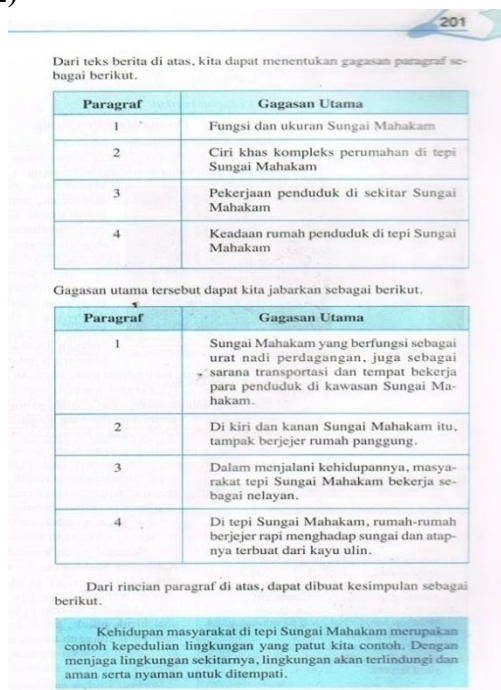 201
Dari teks berita di atas, kita dapat menentukan gagasan paragraf se-
bagai berikut.
Paragraf Gagasan Utama
1 Fungsi dan ukuran Sungai Mahakam
2 Ciri khas kompleks perumahan di tepi
Sungai Mahakam
3 Pekerjaan penduduk di sekitar Sungai
Mahakam
4 Keadaan rumah penduduk di tepi Sungai
Mahakam
Gagasan utama tersebut dapat kita jabarkan sebagai berikut.
Paragraf Gagasan Utama
1 Sungai Mahakam yang berfungsi sebagai
urat nadi perdagangan, juga sebagai
sarana transportasi dan tempat bekerja
para penduduk di kawasan Sungai Ma-
hakam.
2 Di kiri dan kanan Sungai Mahakam itu,
tampak berjejer rumah panggung.
3 Dalam menjalani kehidupannya, masya-
rakat tepi Sungai Mahakam bekerja se-
bagai nelayan.
4 Di tepi Sungai Mahakam, rumah-rumah
berjejer rapi menghadap sungai dan atap-
nya terbuat dari kayu ulin.
Dari rincian paragraf di atas, dapat dibuat kesimpulan sebagai
berikut.
Kehidupan masyarakat di tepi Sungai Mahakam merupakan
contoh kepedulian lingkungan yang patut kita contoh. Dengan
menjaga lingkungan sekitarnya, lingkungan akan terlindungi dan
aman serta nyaman untuk ditempati.